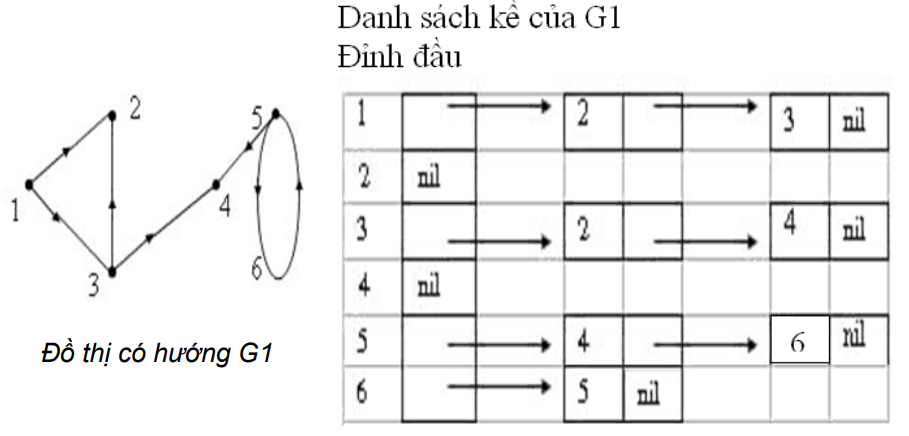 Danh sách kề của G1
Đỉnh đầu
2
5
1
4
3
6
Đồ thị có hướng G1
1 2 3 nil
2 nil
3 2 4 nil
4 nil
5 4 6 nil
6 5 nil